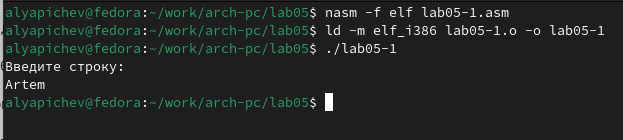 alyapichev@fedora:~/work/arch-pc/lab05$ nasm -f elf lab05-1.asm
alyapichev@fedora:~/work/arch-pc/lab05$ ld -m elf_i386 lab05-1.o -o lab05-1
alyapichev@fedora:~/work/arch-pc/lab05$ ./lab05-1
Введите строку:
Artem
alyapichev@fedora:~/work/arch-pc/lab05$